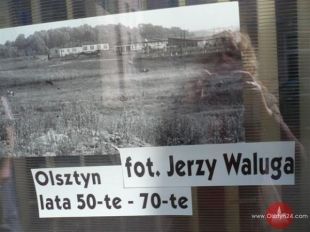 fot. Jerzy Waluga
Olsztyn
lata 50-te - 70-te
www.Olsztyn24.com